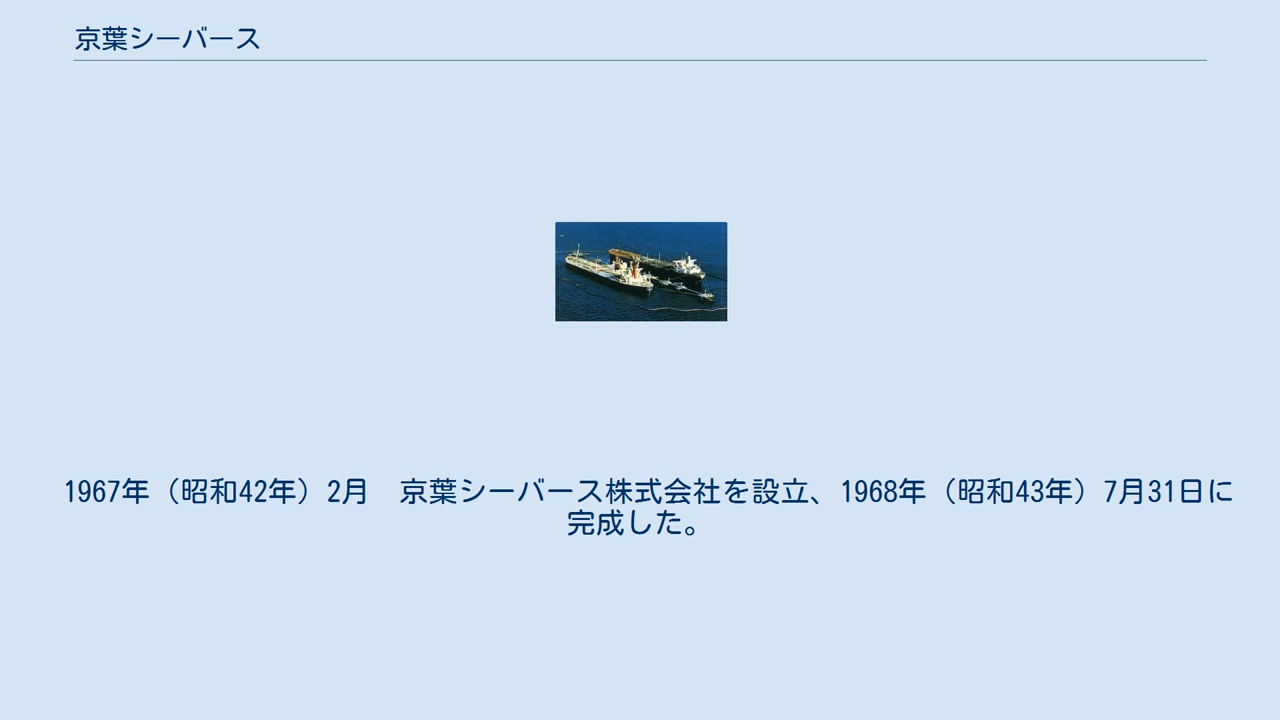 京葉シーバース
1967年（昭和42年）2月　京葉シーバース株式会社を設立、1968年（昭和43年）7月31日に
完成した。